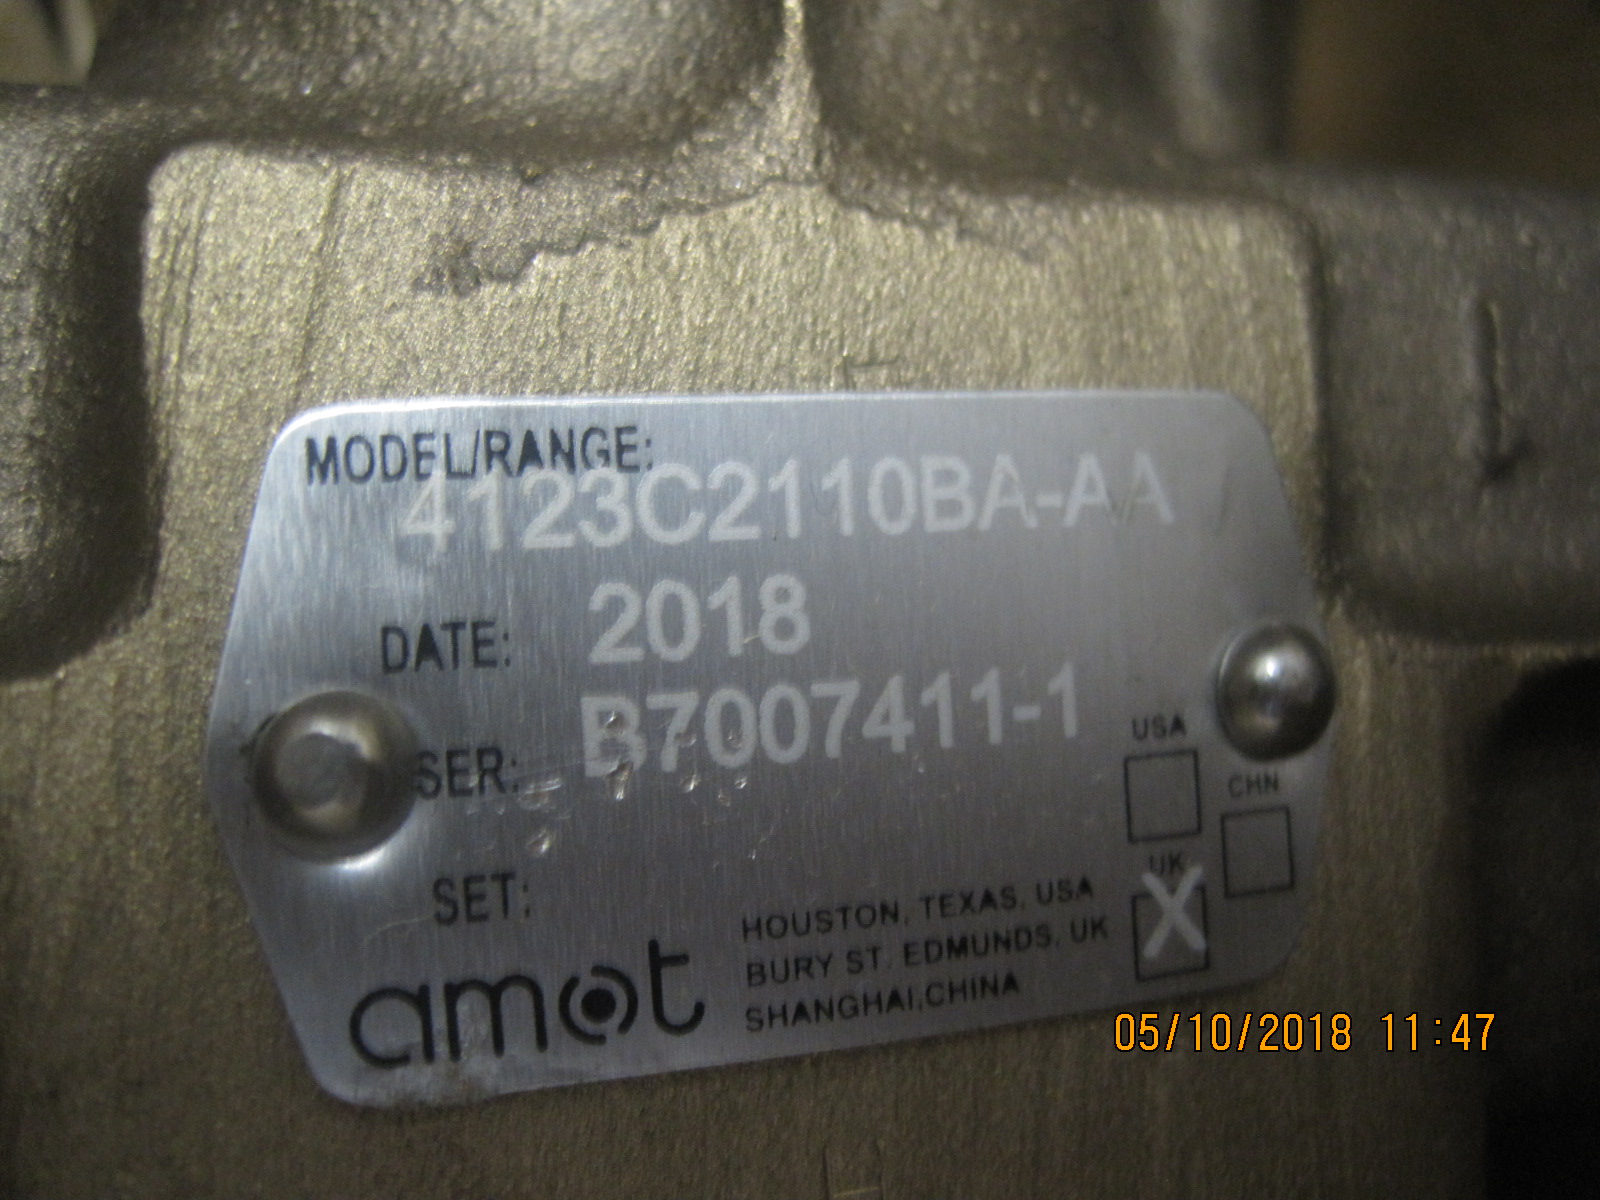 MODEL/RANGE:
4123C2110BA-AA
DATE: 2018
SER: B7007411-1
SET:
USA
CHN
UK
X
amot
HOUSTON, TEXAS, USA
BURY ST. EDMUNDS, UK
SHANGHAI,CHINA
05/10/2018 11:47